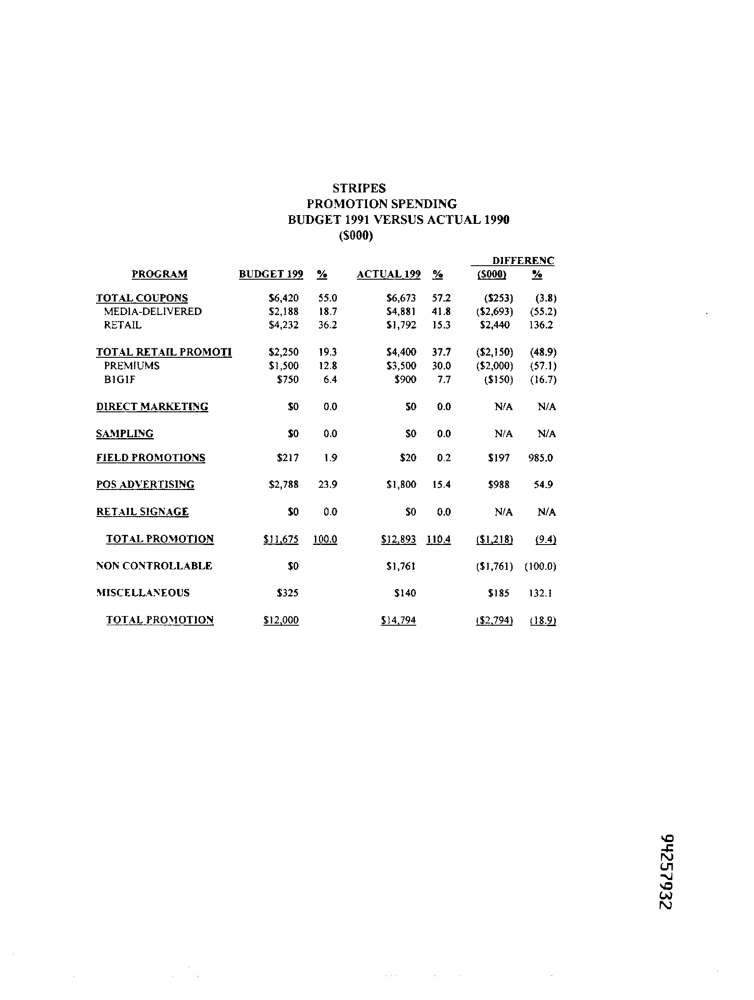 STRIPES
PROMOTION SPENDING
BUDGET 1991 VERSUS ACTUAL 1990
($000)
DIFFERENC
PROGRAM BUDGET 199 % ACTUAL 199 % ($000) %
TOTAL COUPONS $6,420 55.0 $6,673 57.2 ($253) (3.8)
MEDIA-DELIVERED $2,188 18.7 $4,881 41.8 ($2,693) (55.2)
RETAIL $4,232 36.2 $1,792 15.3 $2,440 136.2
TOTAL RETAIL PROMOTI $2,250 19.3 $4,400 37.7 ($2,150) (48.9)
PREMIUMS $1,500 12.8 $3,500 30.0 ($2,000) (57.1)
B1G1F $750 6.4 $900 7.7 ($150) (16.7)
DIRECT MARKETING $0 0.0 $0 0.0 N/A N/A
SAMPLING $0 0.0 $0 0.0 N/A N/A
FIELD PROMOTIONS $217 1.9 $20 0.2 $197 985.0
POS ADVERTISING $2,788 23.9 $1,800 15.4 $988 54.9
RETAIL SIGNAGE $0 0.0 $0 0.0 N/A N/A
TOTAL PROMOTION $11,675 100.0 $12,893 110.4 ($1,218) (9.4)
NON CONTROLLABLE $0 $1,761 ($1,761) (100.0)
MISCELLANEOUS $325 $140 $185 132.1
TOTAL PROMOTION $12,000 $14,794 ($2,794) (18.9)
94257932